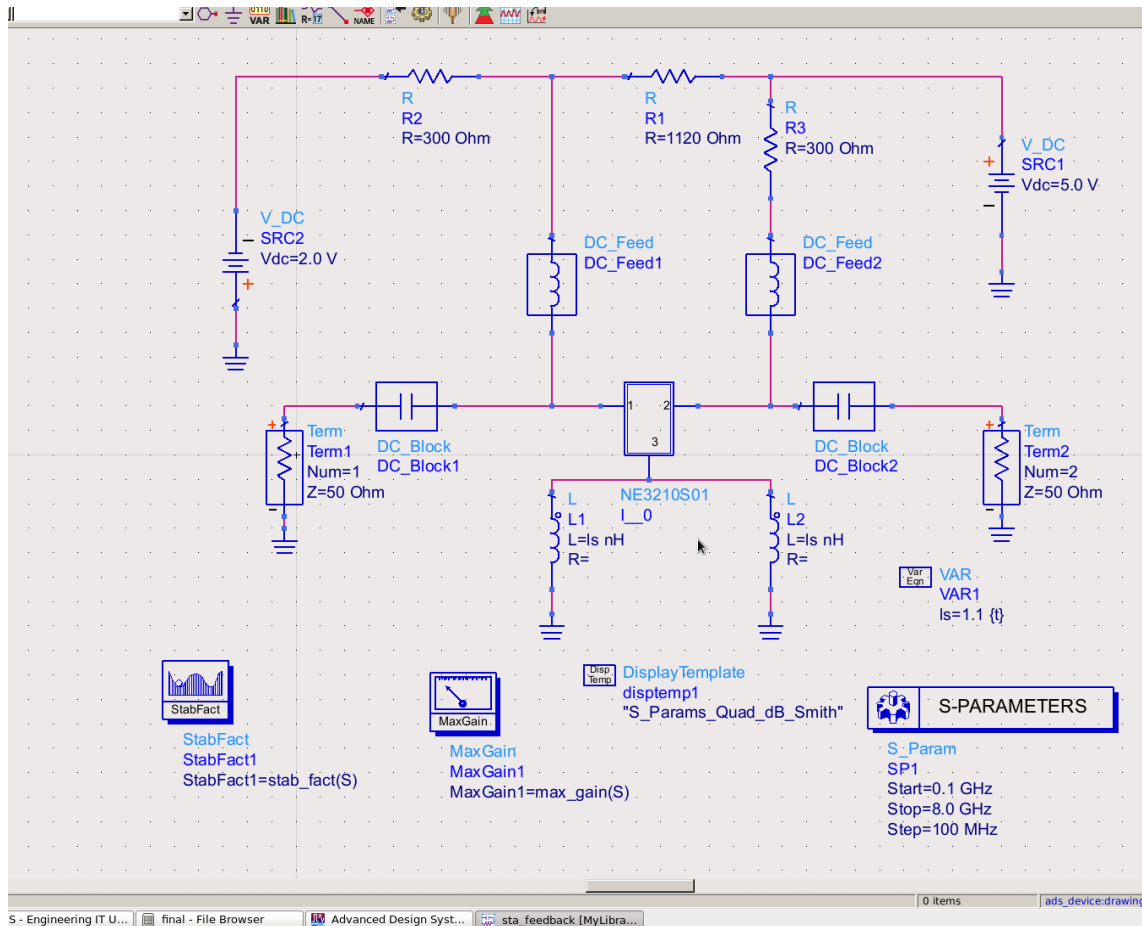 VAR
R=17
NAME
R
R2
R=300 Ohm
R
R1
R=1120 Ohm
R
R3
R=300 Ohm
V_DC
SRC1
Vdc=5.0 V
V_DC
SRC2
Vdc=2.0 V
DC_Feed
DC_Feed1
DC_Feed
DC_Feed2
1 2
3
Term
Term1
Num=1
Z=50 Ohm
DC_Block
DC_Block1
DC_Block
DC_Block2
Term
Term2
Num=2
Z=50 Ohm
NE3210S01
I__0
L
L1
L=ls nH
R=
L
L2
L=ls nH
R=
Var
Eqn
VAR
VAR1
ls=1.1 {t}
StabFact
StabFact
StabFact1
StabFact1=stab_fact(S)
MaxGain
MaxGain
MaxGain1
MaxGain1=max_gain(S)
Disp
Temp
DisplayTemplate
disptemp1
"S_Params_Quad_dB_Smith"
S-PARAMETERS
S_Param
SP1
Start=0.1 GHz
Stop=8.0 GHz
Step=100 MHz
0 items
ads_device:drawing
S - Engineering IT U...
final - File Browser
Advanced Design Syst...
sta_feedback [MyLibra...